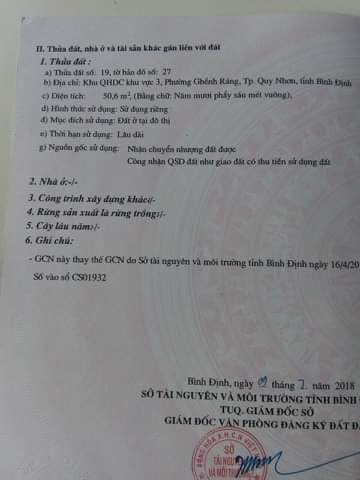 II. Thửa đất, nhà ở và tài sản khác gắn liền với đất
1. Thửa đất :
a) Thửa đất số: 19, tờ bản đồ số: 27
b) Địa chỉ: Khu QHDC khu vực 3, Phường Ghềnh Ráng, Tp. Quy Nhơn, tỉnh Bình Định
c) Diện tích: 50,6 m², (Bằng chữ: Năm mươi phẩy sáu mét vuông),
d) Hình thức sử dụng: Sử dụng riêng
đ) Mục đích sử dụng: Đất ở tại đô thị
e) Thời hạn sử dụng: Lâu dài
g) Nguồn gốc sử dụng: Nhận chuyển nhượng đất được
Công nhận QSD đất như giao đất có thu tiền sử dụng đất
2. Nhà ở:-/-
3. Công trình xây dựng khác:-/-
4. Rừng sản xuất là rừng trồng:-/-
5. Cây lâu năm:-/-
6. Ghi chú:
- GCN này thay thế GCN do Sở tài nguyên và môi trường tỉnh Bình Định ngày 16/4/20
Số vào sổ CS01932
Bình Định, ngày 09 tháng 7 năm 2018
SỞ TÀI NGUYÊN VÀ MÔI TRƯỜNG TỈNH BÌNH Đ
TUQ. GIÁM ĐỐC SỞ
GIÁM ĐỐC VĂN PHÒNG ĐĂNG KÝ ĐẤT ĐA
SỞ
TÀI NGUYÊN
VÀ MÔI TRƯỜNG